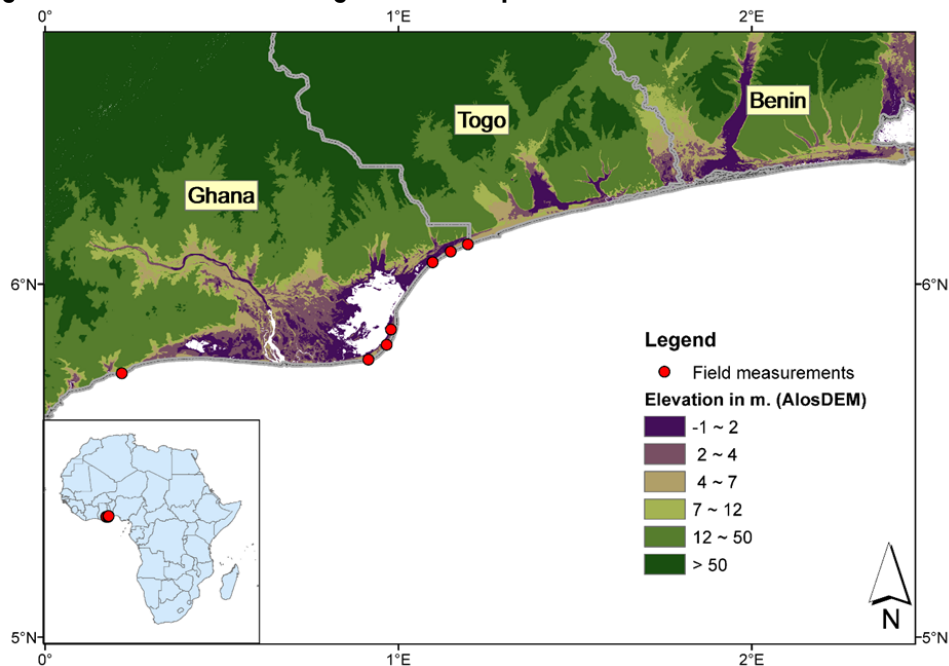 0° 1°E 2°E
Benin
Togo
Ghana
6°N 6°N
Legend
Field measurements
Elevation in m. (AlosDEM)
-1 ~ 2
2 ~ 4
4 ~ 7
7 ~ 12
12 ~ 50
> 50
N
5°N 5°N
0° 1°E 2°E